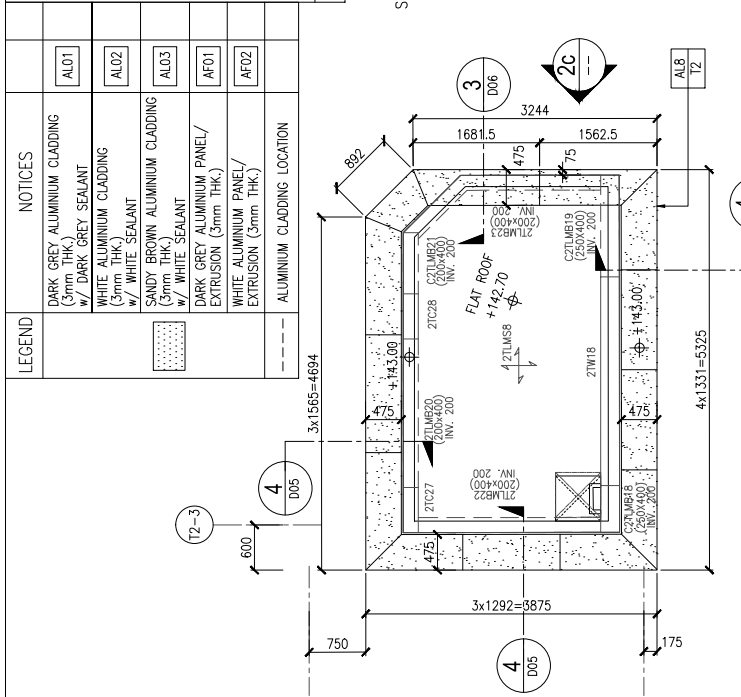 LEGEND
NOTICES
DARK GREY ALUMINIUM CLADDING
(3mm THK.)
w/ DARK GREY SEALANT
AL01
WHITE ALUMINIUM CLADDING
(3mm THK.)
w/ WHITE SEALANT
AL02
SANDY BROWN ALUMINIUM CLADDING
(3mm THK.)
w/ WHITE SEALANT
AL03
DARK GREY ALUMINIUM PANEL/
EXTRUSION (3mm THK.)
AF01
WHITE ALUMINIUM PANEL/
EXTRUSION (3mm THK.)
AF02
ALUMINIUM CLADDING LOCATION
S
3
D06
2c
--
AL8
T2
3244
1681.5
1562.5
892
475
75
3x1565=4694
2TLMB23
(200x400)
INV. 200
C2TLMB21
(200x400)
INV. 200
C2TLMB19
(250X400)
INV. 200
FLAT ROOF
+142.70
2TC28
+143.00
2TLMS8
2TW18
+143.00
475
2TLMB20
(200x400)
INV. 200
475
4x1331=5325
4
D05
2TC27
2TLMB22
(200x400)
INV. 200
C2TLMB18
(250X400)
INV. 200
T2-3
600
475
3x1292=3875
750
175
4
D05